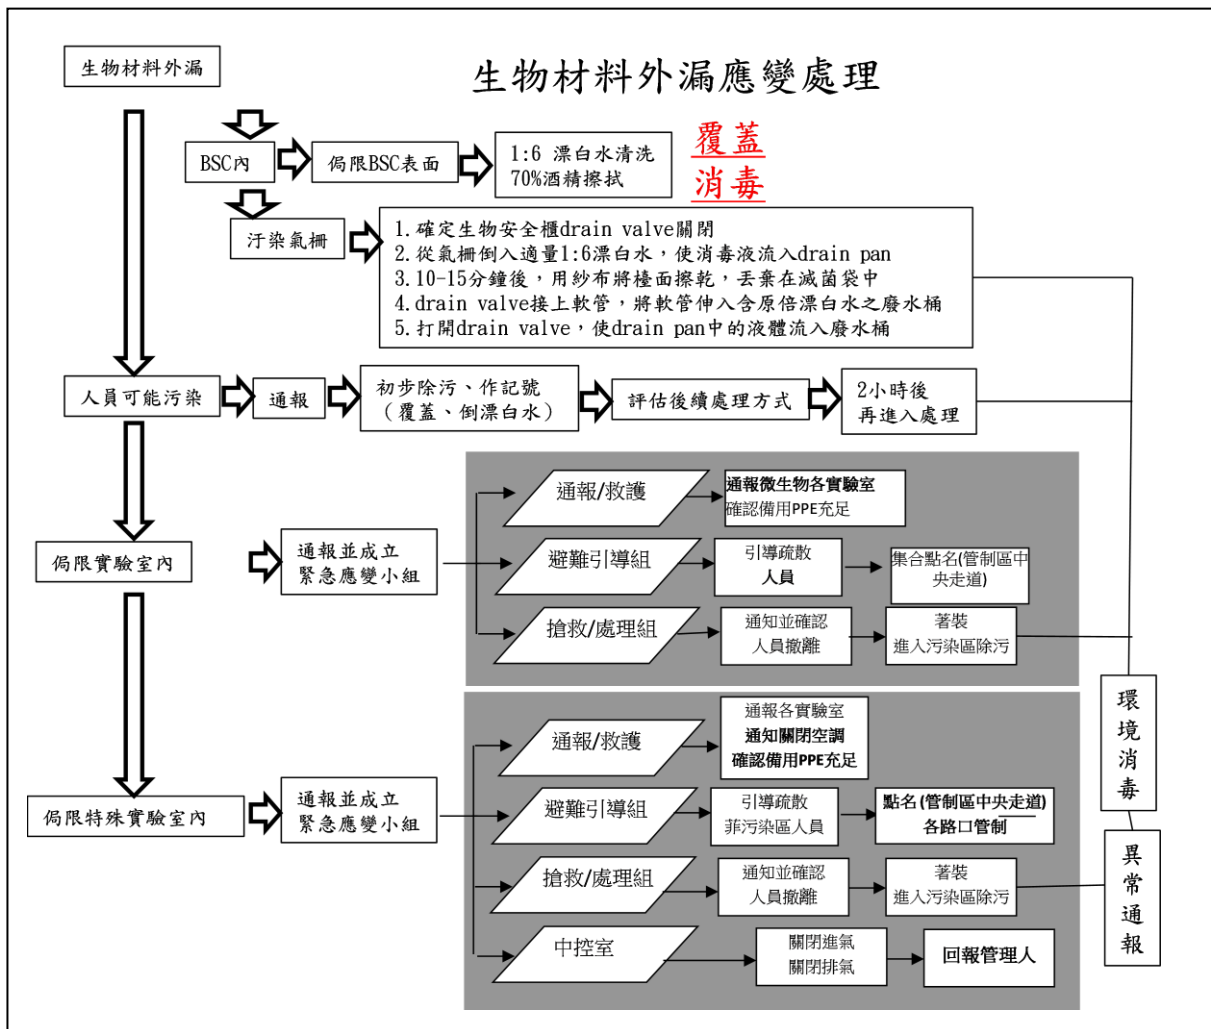 生物材料外漏
生物材料外漏應變處理
BSC內
侷限BSC表面
1:6 漂白水清洗
70%酒精擦拭
覆蓋
消毒
汙染氣柵
1.確定生物安全櫃drain valve關閉
2.從氣柵倒入適量1:6漂白水，使消毒液流入drain pan
3.10-15分鐘後，用紗布將檯面擦乾，丟棄在滅菌袋中
4.drain valve接上軟管，將軟管伸入含原倍漂白水之廢水桶
5.打開drain valve，使drain pan中的液體流入廢水桶
人員可能污染
通報
初步除污、作記號
（覆蓋、倒漂白水）
評估後續處理方式
2小時後
再進入處理
侷限實驗室內
通報並成立
緊急應變小組
通報/救護
通報微生物各實驗室
確認備用PPE充足
避難引導組
引導疏散
人員
集合點名(管制區中
央走道)
搶救/處理組
通知並確認
人員撤離
著裝
進入污染區除污
環境消毒
侷限特殊實驗室內
通報並成立
緊急應變小組
通報/救護
通報各實驗室
通知關閉空調
確認備用PPE充足
避難引導組
引導疏散
菲污染區人員
點名(管制區中央走道)
各路口管制
搶救/處理組
通知並確認
人員撤離
著裝
進入污染區除污
異常通報
中控室
關閉進氣
關閉排氣
回報管理人